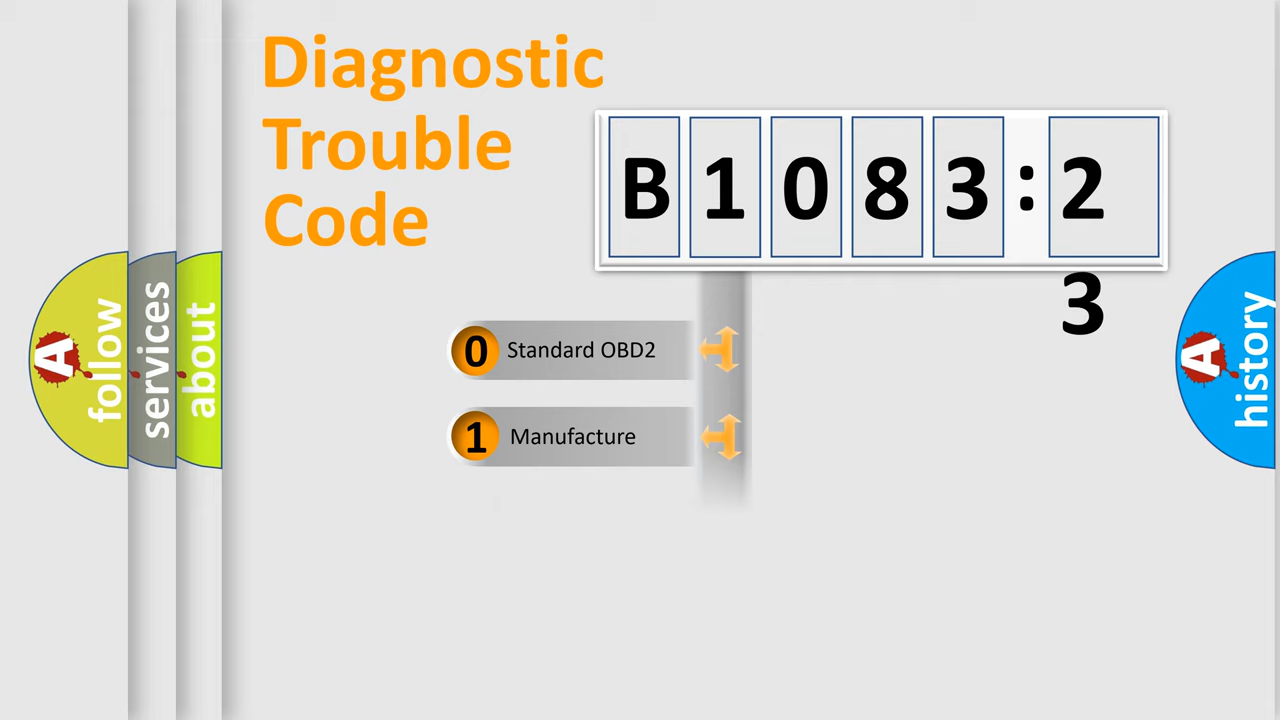 Diagnostic
Trouble
Code
B 1 0 8 3 : 2
3
0 Standard OBD2
1 Manufacture
A follow
services
about
A history